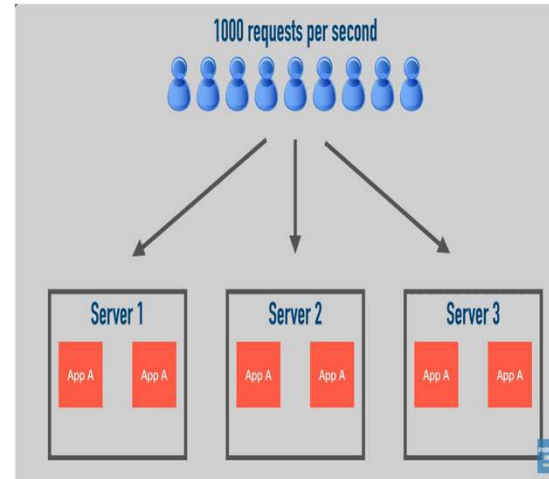 1000 requests per second
Server 1 Server 2 Server 3
App A App A App A App A App A App A